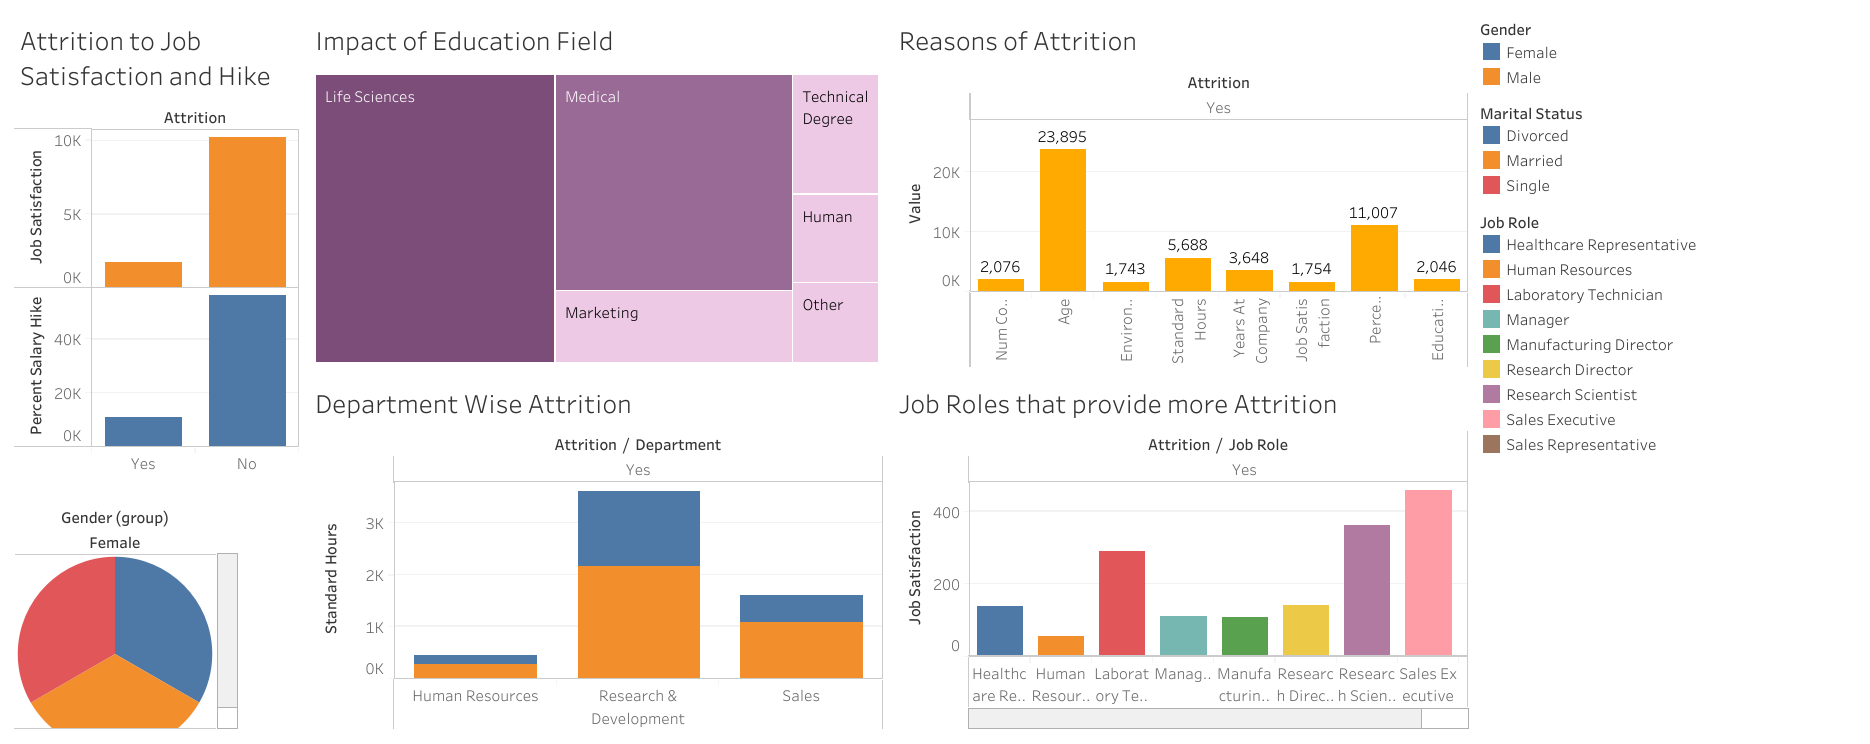 Attrition to Job
Satisfaction and Hike
Attrition
Job Satisfaction
10K
5K
0K
Percent Salary Hike
40K
20K
0K
Yes
No
Gender (group)
Female
Impact of Education Field
Life Sciences
Medical
Marketing
Technical
Degree
Human
Other
Department Wise Attrition
Attrition / Department
Yes
Standard Hours
3K
2K
1K
0K
Human Resources
Research &
Development
Sales
Reasons of Attrition
Attrition
Yes
Value
20K
10K
0K
2,076
23,895
1,743
5,688
3,648
1,754
11,007
2,046
Num Co..
Age
Environ..
Standard
Hours
Years At
Company
Job Satis
faction
Perce..
Educati..
Job Roles that provide more Attrition
Attrition / Job Role
Yes
Job Satisfaction
400
200
0
Healthc
are Re..
Human
Resour..
Laborat
ory Te..
Manag..
Manufa
cturin..
Researc
h Direc..
Researc
h Scien..
Sales Ex
ecutive
Gender
Female
Male
Marital Status
Divorced
Married
Single
Job Role
Healthcare Representative
Human Resources
Laboratory Technician
Manager
Manufacturing Director
Research Director
Research Scientist
Sales Executive
Sales Representative